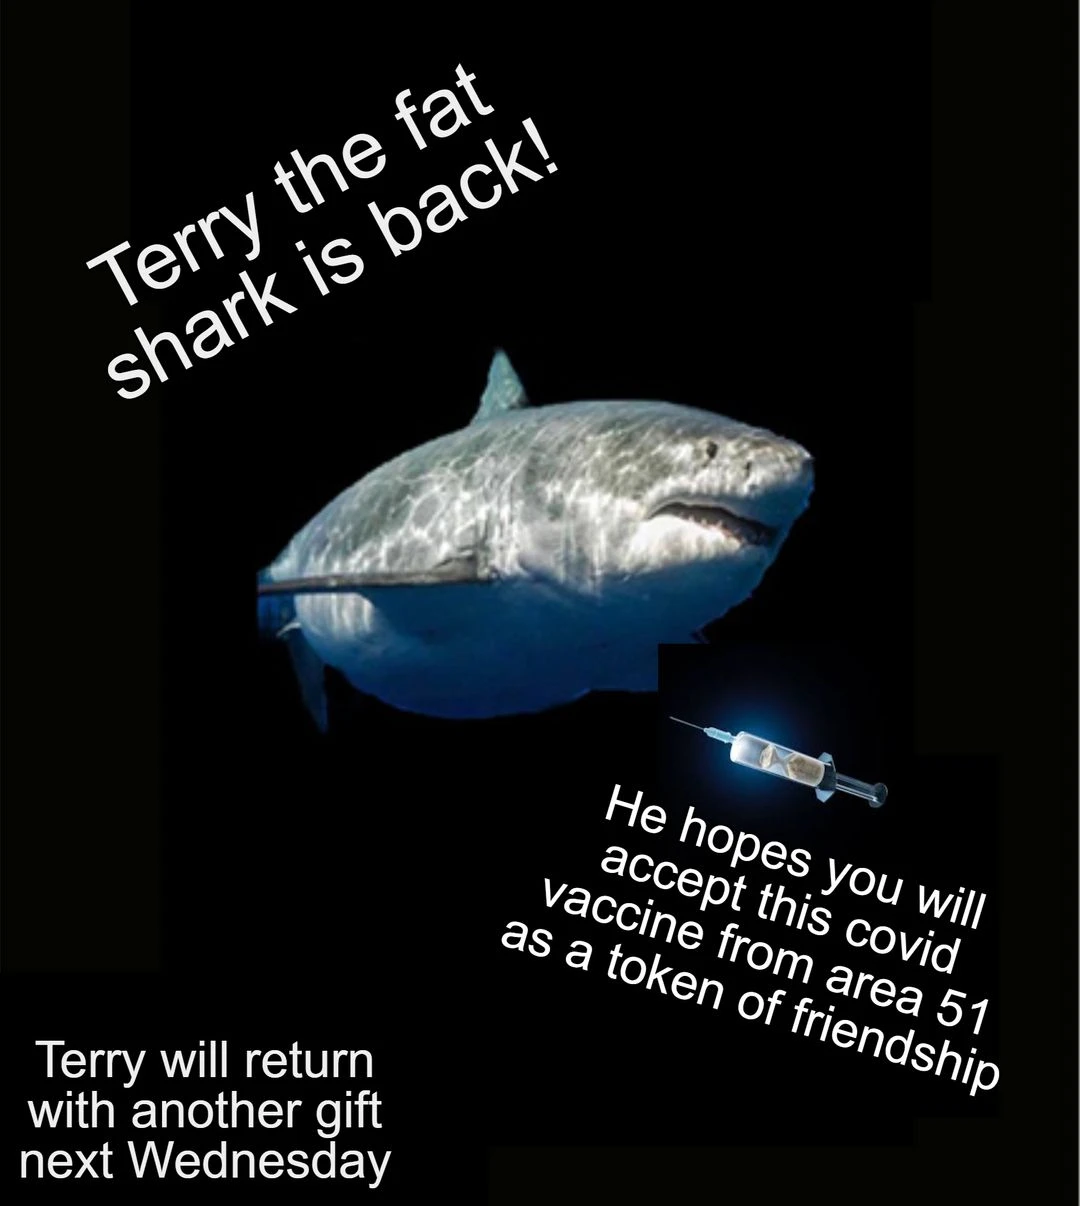 Terry the fat
shark is back!
He hopes you will
accept this covid
vaccine from area 51
as a token of friendship
Terry will return
with another gift
next Wednesday